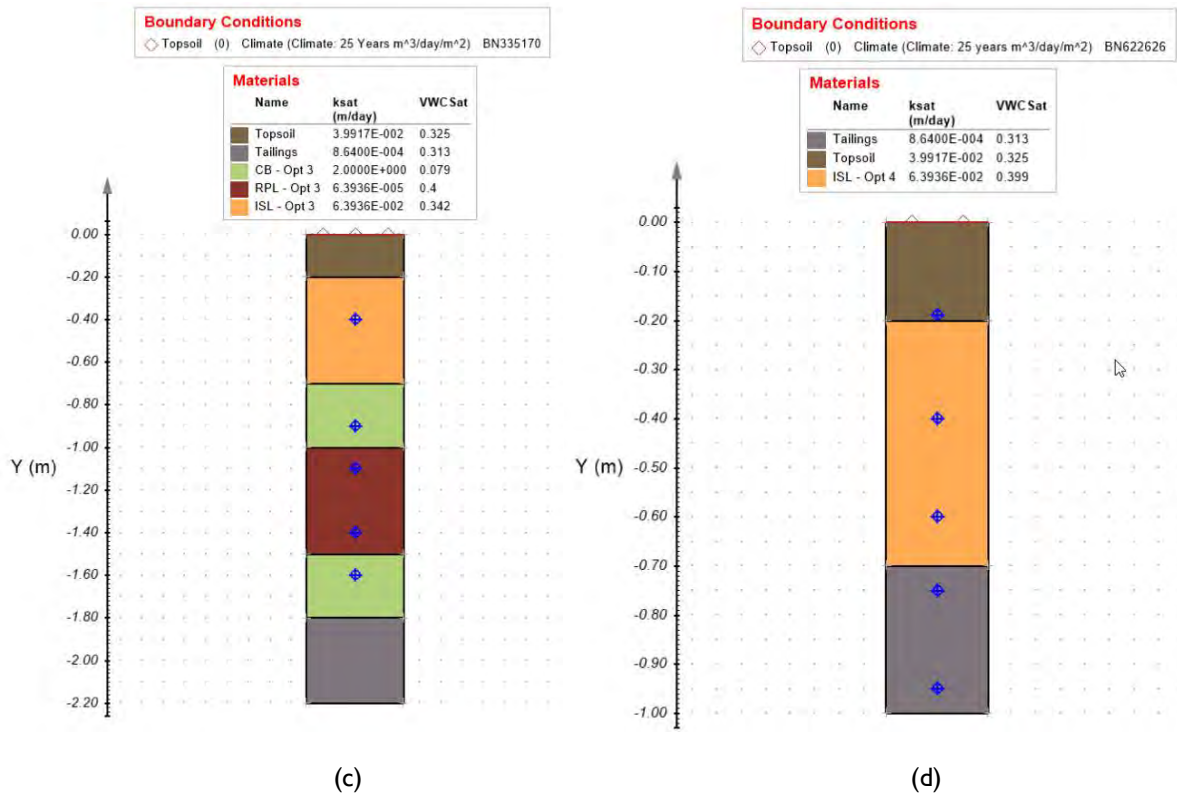 Boundary Conditions
Topsoil (0) Climate (Climate: 25 Years m^3/day/m^2) BN335170
Materials
Name ksat (m/day) VWC Sat
Topsoil 3.9917E-002 0.325
Tailings 8.6400E-004 0.313
CB - Opt 3 2.0000E+000 0.079
RPL - Opt 3 6.3936E-005 0.4
ISL - Opt 3 6.3936E-002 0.342
0.00
-0.20
-0.40
-0.60
-0.80
-1.00
-1.20
-1.40
-1.60
-1.80
-2.00
-2.20
Y (m)
(c)
Boundary Conditions
Topsoil (0) Climate (Climate: 25 years m^3/day/m^2) BN622626
Materials
Name ksat (m/day) VWC Sat
Tailings 8.6400E-004 0.313
Topsoil 3.9917E-002 0.325
ISL - Opt 4 6.3936E-002 0.399
0.00
-0.10
-0.20
-0.30
-0.40
-0.50
-0.60
-0.70
-0.80
-0.90
-1.00
Y (m)
(d)